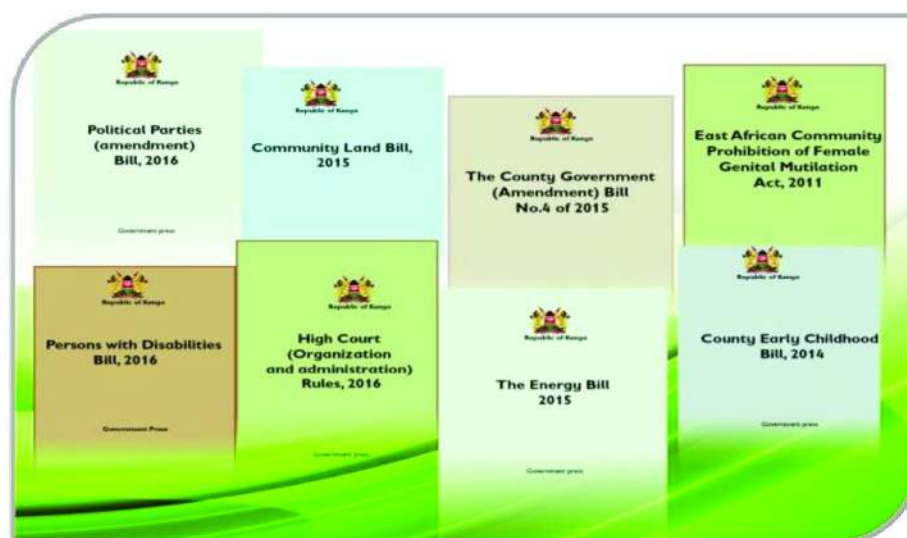 Republic of Kenya
Political Parties
(amendment)
Bill, 2016
Government press
Republic of Kenya
Community Land Bill,
2015
Republic of Kenya
The County Government
(Amendment) Bill
No.4 of 2015
Republic of Kenya
East African Community
Prohibition of Female
Genital Mutilation
Act, 2011
Republic of Kenya
Persons with Disabilities
Bill, 2016
Government Press
Republic of Kenya
High Court
(Organization
and administration)
Rules, 2016
Government press
Republic of Kenya
The Energy Bill
2015
Government press
Republic of Kenya
County Early Childhood
Bill, 2014
Government press